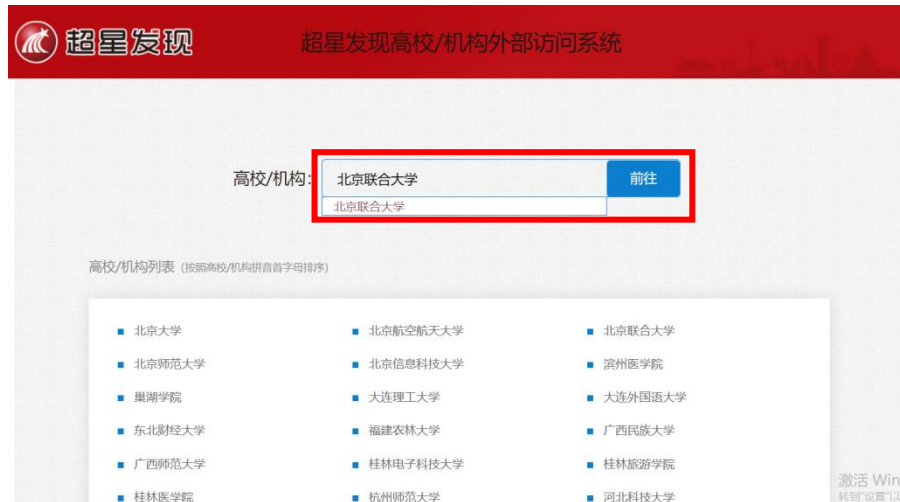 超星发现 超星发现高校/机构外部访问系统
高校/机构: 北京联合大学 前往
北京联合大学
高校/机构列表 (按照高校/机构拼音首字母排序)
北京大学 北京航空航天大学 北京联合大学
北京师范大学 北京信息科技大学 滨州医学院
巢湖学院 大连理工大学 大连外国语大学
东北财经大学 福建农林大学 广西民族大学
广西师范大学 桂林电子科技大学 桂林旅游学院
激活 Win
转到"设置"以
桂林医学院 杭州师范大学 河北科技大学